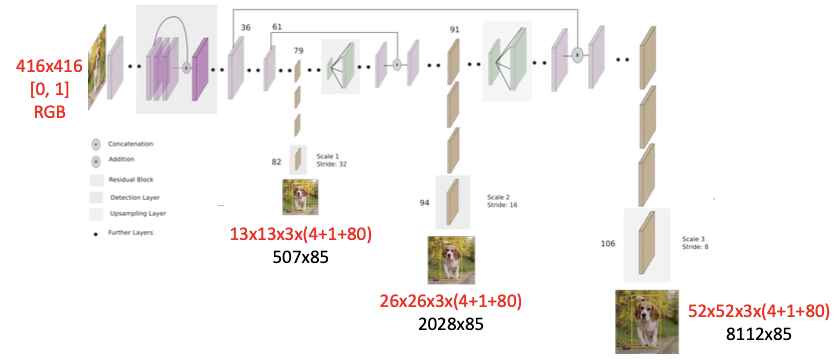 36
61
91
79
416x416
[0, 1]
RGB
Concatenation
Addition
Residual Block
Detection Layer
Upsampling Layer
Further Layers
82
Scale 1
Stride: 32
13x13x3x(4+1+80)
507x85
94
Scale 2
Stride: 16
26x26x3x(4+1+80)
2028x85
106
Scale 3
Stride: 8
52x52x3x(4+1+80)
8112x85